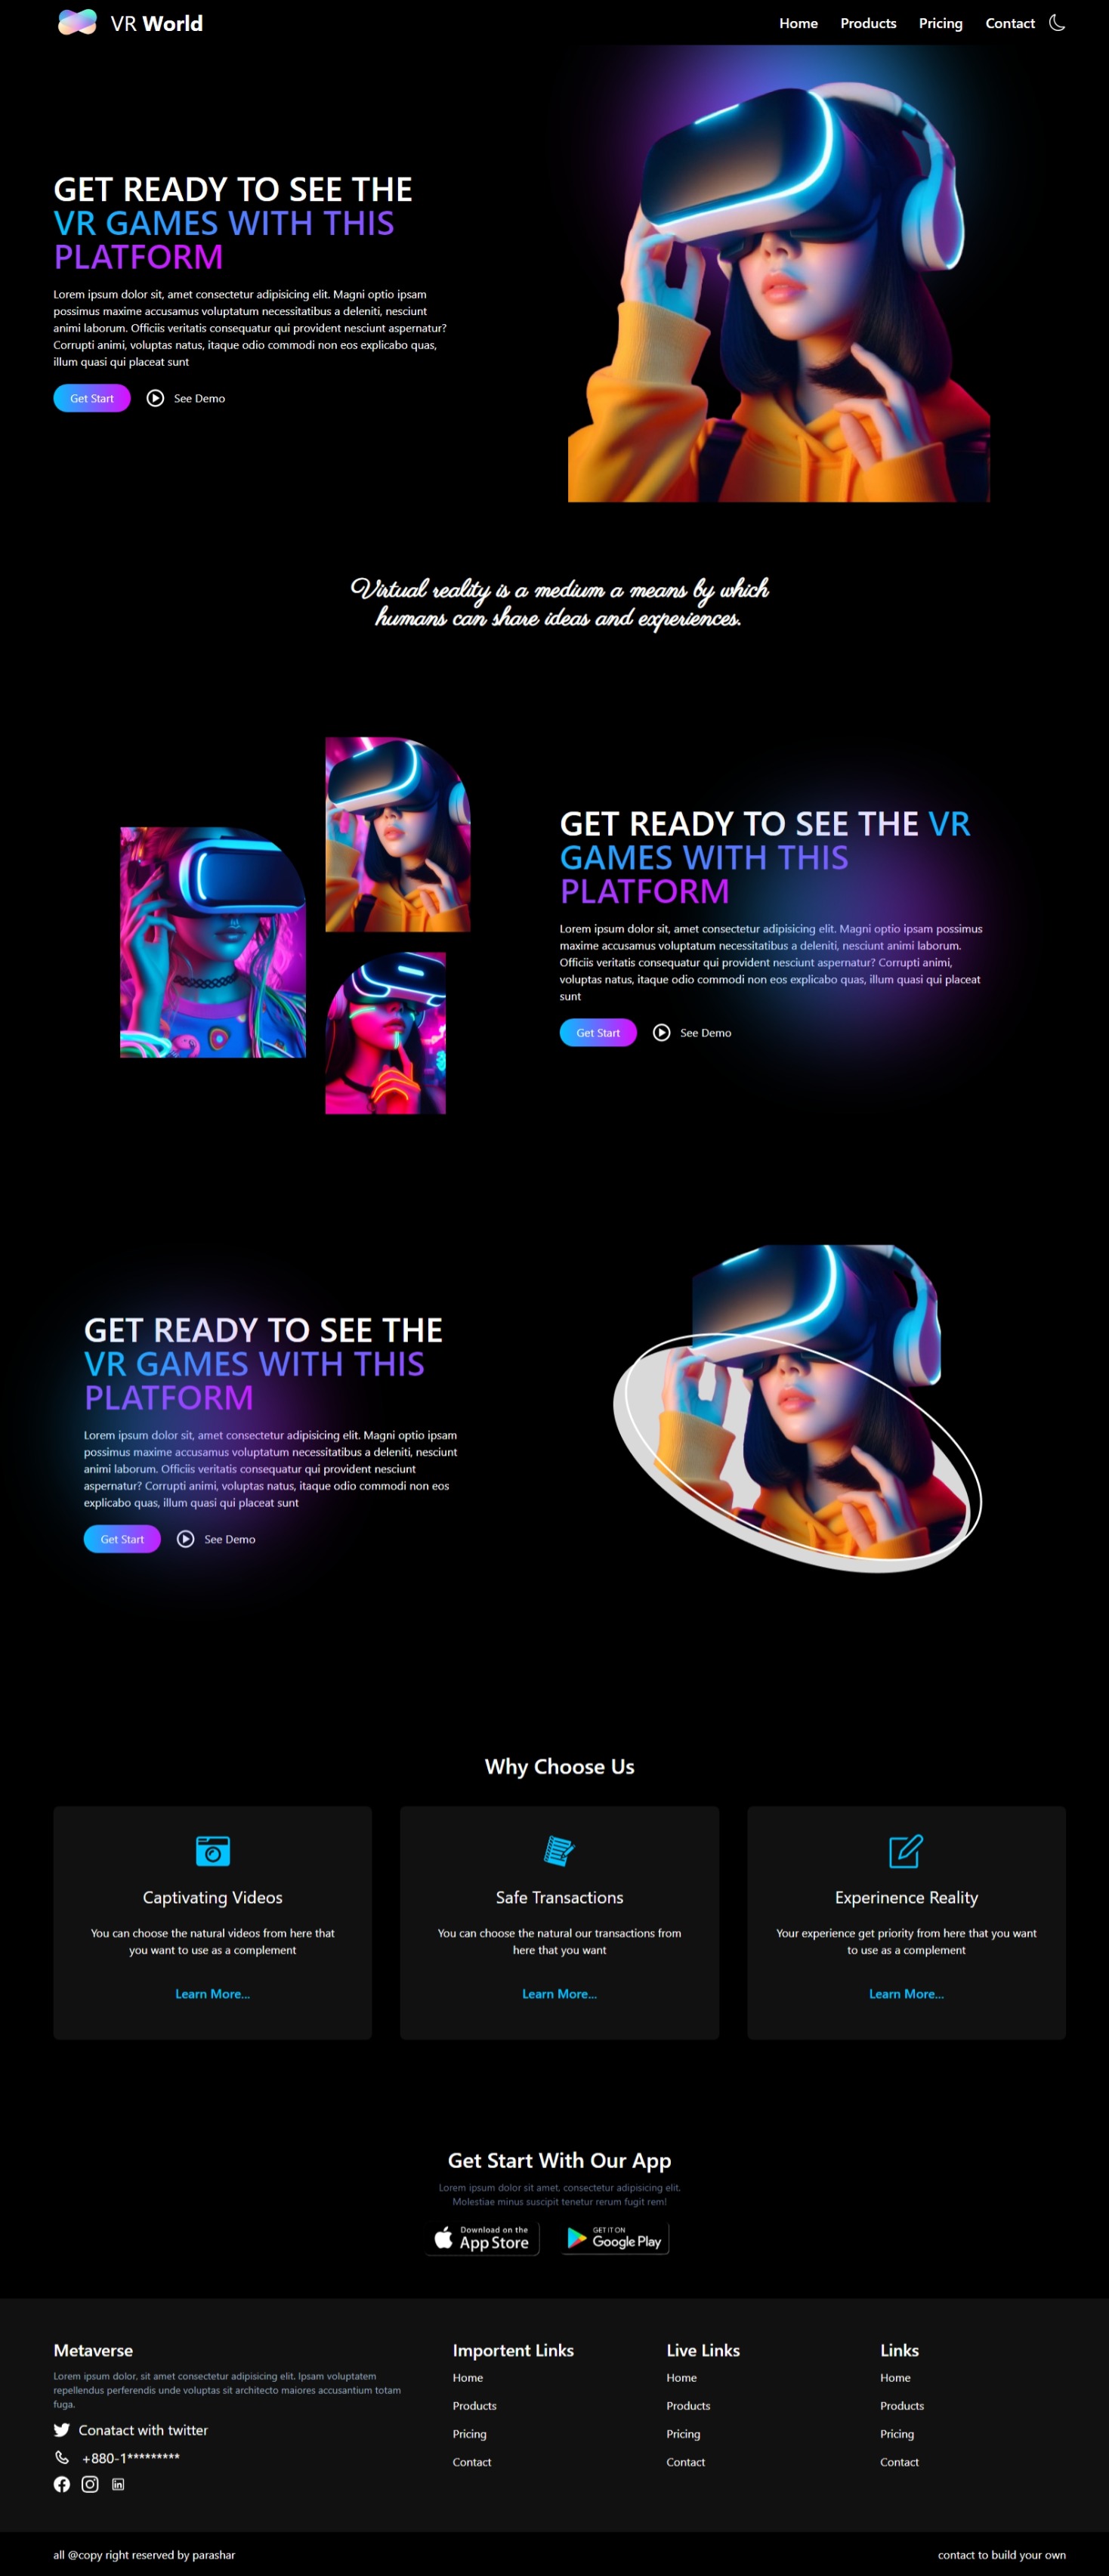 VR World
Home
Products
Pricing
Contact
GET READY TO SEE THE
VR GAMES WITH THIS
PLATFORM
Lorem ipsum dolor sit, amet consectetur adipisicing elit. Magni optio ipsam
possimus maxime accusamus voluptatum necessitatibus a deleniti, nesciunt
animi laborum. Officiis veritatis consequatur qui provident nesciunt aspernatur?
Corrupti animi, voluptas natus, itaque odio commodi non eos explicabo quas,
illum quasi qui placeat sunt
Get Start
See Demo
Virtual reality is a medium a means by which
humans can share ideas and experiences.
GET READY TO SEE THE VR
GAMES WITH THIS
PLATFORM
Lorem ipsum dolor sit, amet consectetur adipisicing elit. Magni optio ipsam possimus
maxime accusamus voluptatum necessitatibus a deleniti, nesciunt animi laborum.
Officiis veritatis consequatur qui provident nesciunt aspernatur? Corrupti animi,
voluptas natus, itaque odio commodi non eos explicabo quas, illum quasi qui placeat
sunt
Get Start
See Demo
GET READY TO SEE THE
VR GAMES WITH THIS
PLATFORM
Lorem ipsum dolor sit, amet consectetur adipisicing elit. Magni optio ipsam
possimus maxime accusamus voluptatum necessitatibus a deleniti, nesciunt
animi laborum. Officiis veritatis consequatur qui provident nesciunt
aspernatur? Corrupti animi, voluptas natus, itaque odio commodi non eos
explicabo quas, illum quasi qui placeat sunt
Get Start
See Demo
Why Choose Us
Captivating Videos
You can choose the natural videos from here that
you want to use as a complement
Learn More...
Safe Transactions
You can choose the natural our transactions from
here that you want
Learn More...
Experinence Reality
Your experience get priority from here that you want
to use as a complement
Learn More...
Get Start With Our App
Lorem ipsum dolor sit amet, consectetur adipisicing elit.
Molestiae minus suscipit tenetur rerum fugit rem!
Download on the
App Store
GET IT ON
Google Play
Metaverse
Lorem ipsum dolor, sit amet consectetur adipisicing elit. Ipsam voluptatem
repellendus perferendis unde voluptas sit architecto maiores accusantium totam
fuga.
Conatact with twitter
+880-1*********
in
Importent Links
Home
Products
Pricing
Contact
Live Links
Home
Products
Pricing
Contact
Links
Home
Products
Pricing
Contact
all @copy right reserved by parashar
contact to build your own